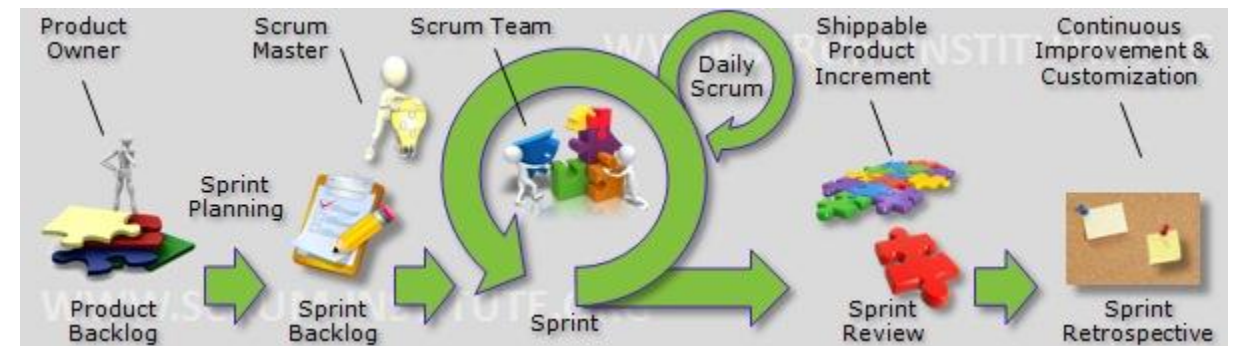 Product
Owner
Scrum
Master
Scrum Team
Daily
Scrum
Shippable
Product
Increment
Continuous
Improvement &
Customization
Sprint
Planning
Product
Backlog
Sprint
Backlog
Sprint
Sprint
Review
Sprint
Retrospective